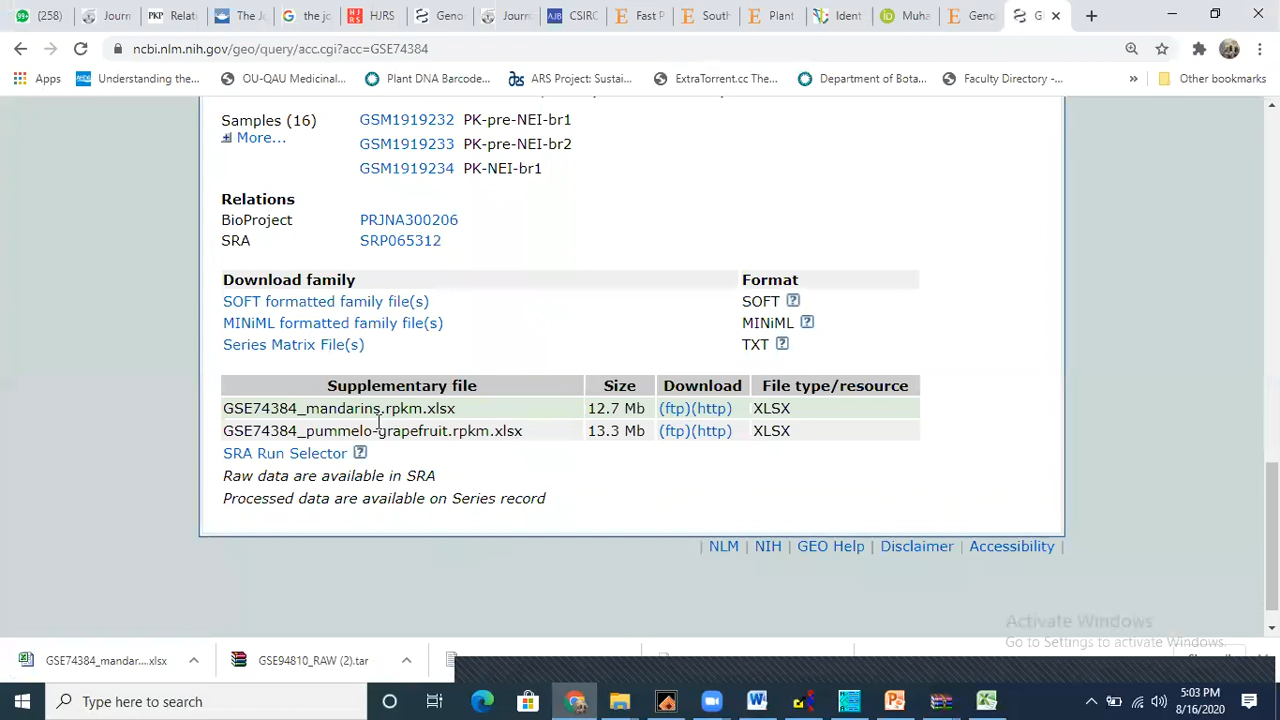 (258) Journ Relati The Jo the jo HJRS Geno Journ CSIRC Fast P South Plant Ident Muha Geno G
ncbi.nlm.nih.gov/geo/query/acc.cgi?acc=GSE74384
Apps Understanding the... OU-QAU Medicinal... Plant DNA Barcode... ARS Project: Sustai... ExtraTorrent.cc The... Department of Bota... Faculty Directory -... » Other bookmarks
Samples (16) GSM1919232 PK-pre-NEI-br1
More... GSM1919233 PK-pre-NEI-br2
GSM1919234 PK-NEI-br1
Relations
BioProject PRJNA300206
SRA SRP065312
Download family Format
SOFT formatted family file(s) SOFT ?
MINiML formatted family file(s) MINiML ?
Series Matrix File(s) TXT ?
Supplementary file Size Download File type/resource
GSE74384_mandarins.rpkm.xlsx 12.7 Mb (ftp)(http) XLSX
GSE74384_pummelo-grapefruit.rpkm.xlsx 13.3 Mb (ftp)(http) XLSX
SRA Run Selector ?
Raw data are available in SRA
Processed data are available on Series record
| NLM | NIH | GEO Help | Disclaimer | Accessibility |
Activate Windows
Go to Settings to activate Windows.
GSE74384_mandar....xlsx GSE94810_RAW (2).tar
Type here to search
5:03 PM
8/16/2020